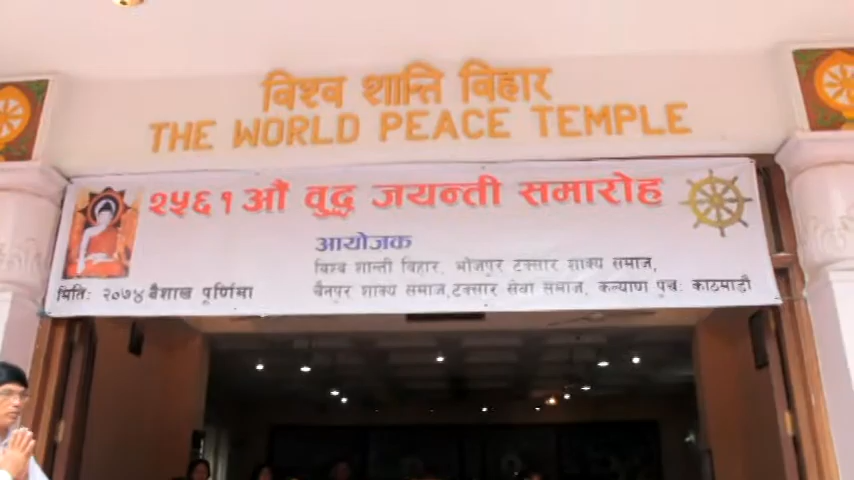 विश्व शान्ति विहार
THE WORLD PEACE TEMPLE
२५६१ औं वुद्ध जयन्ती समारोह
आयोजक
विश्व शान्ती विहार, भोजपुर टक्सार शाक्य समाज,
चैनपुर शाक्य समाज, टक्सार सेवा समाज, कल्याण पुचः काठमाडौ
मिति: २०७४ बैशाख पूर्णिमा